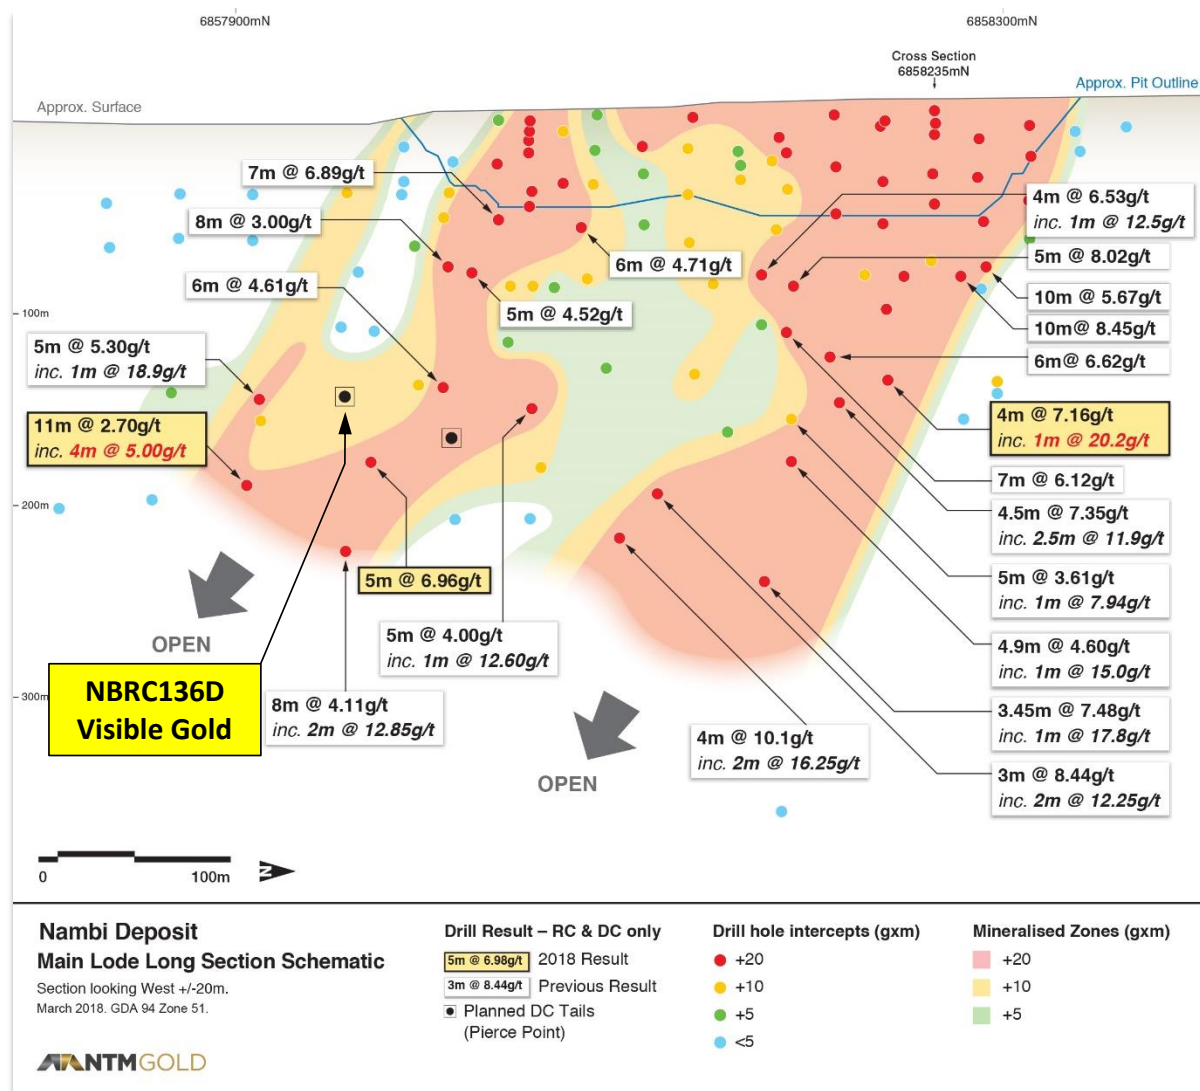 6857900mN
6858300mN
Cross Section
6858235mN
Approx. Surface
Approx. Pit Outline
7m @ 6.89g/t
8m @ 3.00g/t
6m @ 4.61g/t
5m @ 5.30g/t
inc. 1m @ 18.9g/t
11m @ 2.70g/t
inc. 4m @ 5.00g/t
6m @ 4.71g/t
5m @ 4.52g/t
4m @ 6.53g/t
inc. 1m @ 12.5g/t
5m @ 8.02g/t
10m @ 5.67g/t
10m@ 8.45g/t
6m@ 6.62g/t
4m @ 7.16g/t
inc. 1m @ 20.2g/t
7m @ 6.12g/t
4.5m @ 7.35g/t
inc. 2.5m @ 11.9g/t
5m @ 3.61g/t
inc. 1m @ 7.94g/t
4.9m @ 4.60g/t
inc. 1m @ 15.0g/t
3.45m @ 7.48g/t
inc. 1m @ 17.8g/t
3m @ 8.44g/t
inc. 2m @ 12.25g/t
100m
200m
300m
5m @ 6.96g/t
5m @ 4.00g/t
inc. 1m @ 12.60g/t
8m @ 4.11g/t
inc. 2m @ 12.85g/t
4m @ 10.1g/t
inc. 2m @ 16.25g/t
OPEN
OPEN
NBRC136D
Visible Gold
0 100m
N
Nambi Deposit
Main Lode Long Section Schematic
Section looking West +/-20m.
March 2018. GDA 94 Zone 51.
NTMGOLD
Drill Result – RC & DC only
5m @ 6.98g/t 2018 Result
3m @ 8.44g/t Previous Result
Planned DC Tails
(Pierce Point)
Drill hole intercepts (gxm)
+20
+10
+5
<5
Mineralised Zones (gxm)
+20
+10
+5